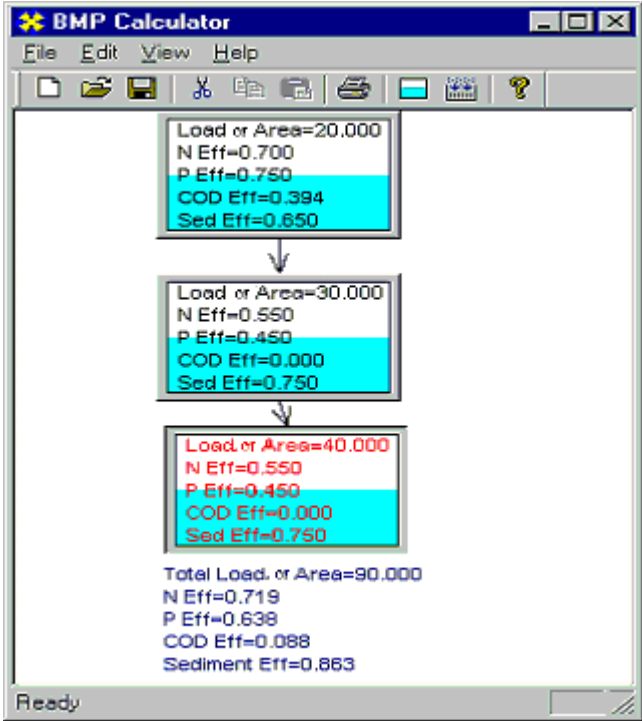 BMP Calculator
File Edit View Help
Load or Area=20.000
N Eff=0.700
P Eff=0.750
COD Eff=0.394
Sed Eff=0.650
Load or Area=30.000
N Eff=0.550
P Eff=0.450
COD Eff=0.000
Sed Eff=0.750
Load or Area=40.000
N Eff=0.550
P Eff=0.450
COD Eff=0.000
Sed Eff=0.750
Total Load or Area=90.000
N Eff=0.719
P Eff=0.638
COD Eff=0.088
Sediment Eff=0.863
Ready